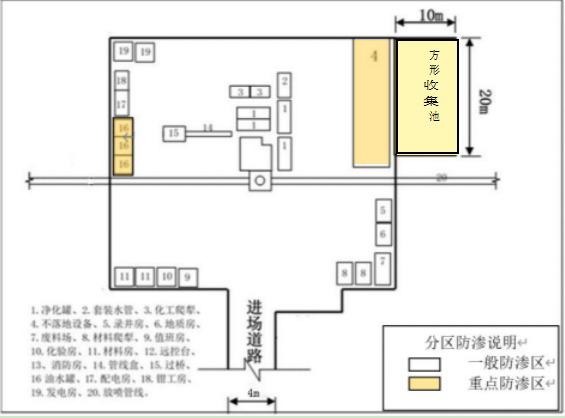 10m
19 19
4
方形收集池
20m
18
2
3 3
17
1
1
1
16
16
16
15
14
1
20
5
6
7
8 8
11 11 10 9
进场道路
4m
1.净化罐、2.套装水管、3.化工爬犁、
4.不落地设备、5.录井房、6.地质房、
7.废料场、8.材料爬犁、9.值班房、
10.化验房、11.材料房、12.远控台、
13、消防房、14.管线盒、15.过桥、
16油水罐、17.配电房、18.钳工房、
19.发电房、20.放喷管线。
分区防渗说明↵
一般防渗区↵
重点防渗区↵